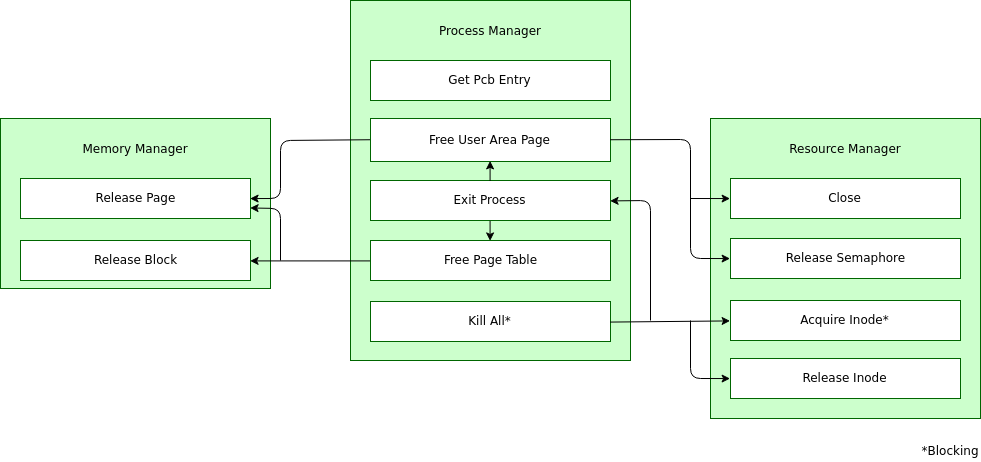 Process Manager
Get Pcb Entry
Free User Area Page
Exit Process
Free Page Table
Kill All*
Memory Manager
Release Page
Release Block
Resource Manager
Close
Release Semaphore
Acquire Inode*
Release Inode
*Blocking